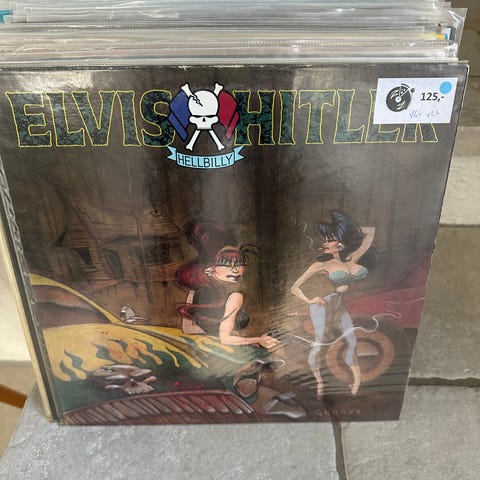 ELVIS HITLER
HELLBILLY
125,-
VG+ VG+